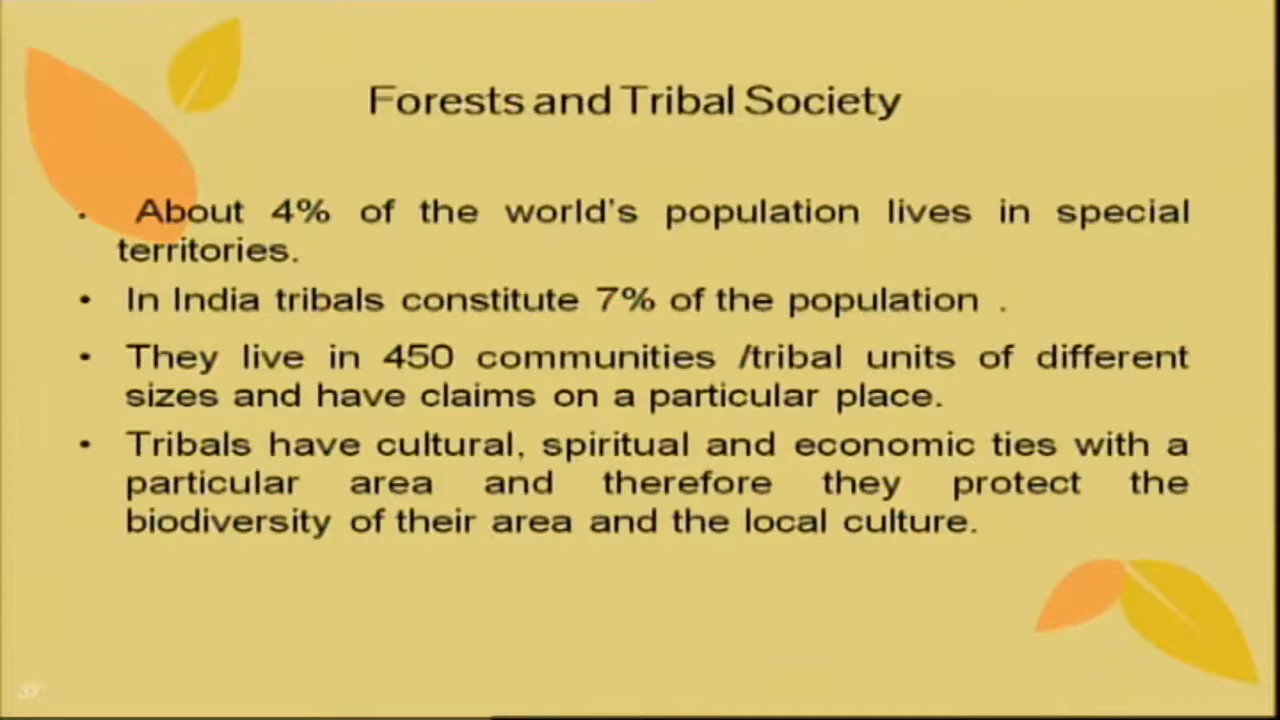 Forests and Tribal Society
• About 4% of the world's population lives in special
territories.
• In India tribals constitute 7% of the population .
• They live in 450 communities /tribal units of different
sizes and have claims on a particular place.
• Tribals have cultural, spiritual and economic ties with a
particular area and therefore they protect the
biodiversity of their area and the local culture.